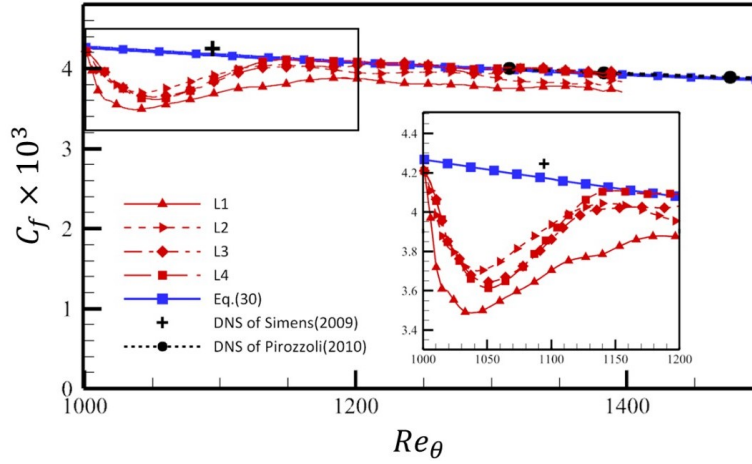 4
3
2
1
0
C_f × 10^3
L1
L2
L3
L4
Eq.(30)
DNS of Simens(2009)
DNS of Pirozzoli(2010)
4.4
4.2
4
3.8
3.6
3.4
1000 1050 1100 1150 1200
1000 1200 1400
Re_θ